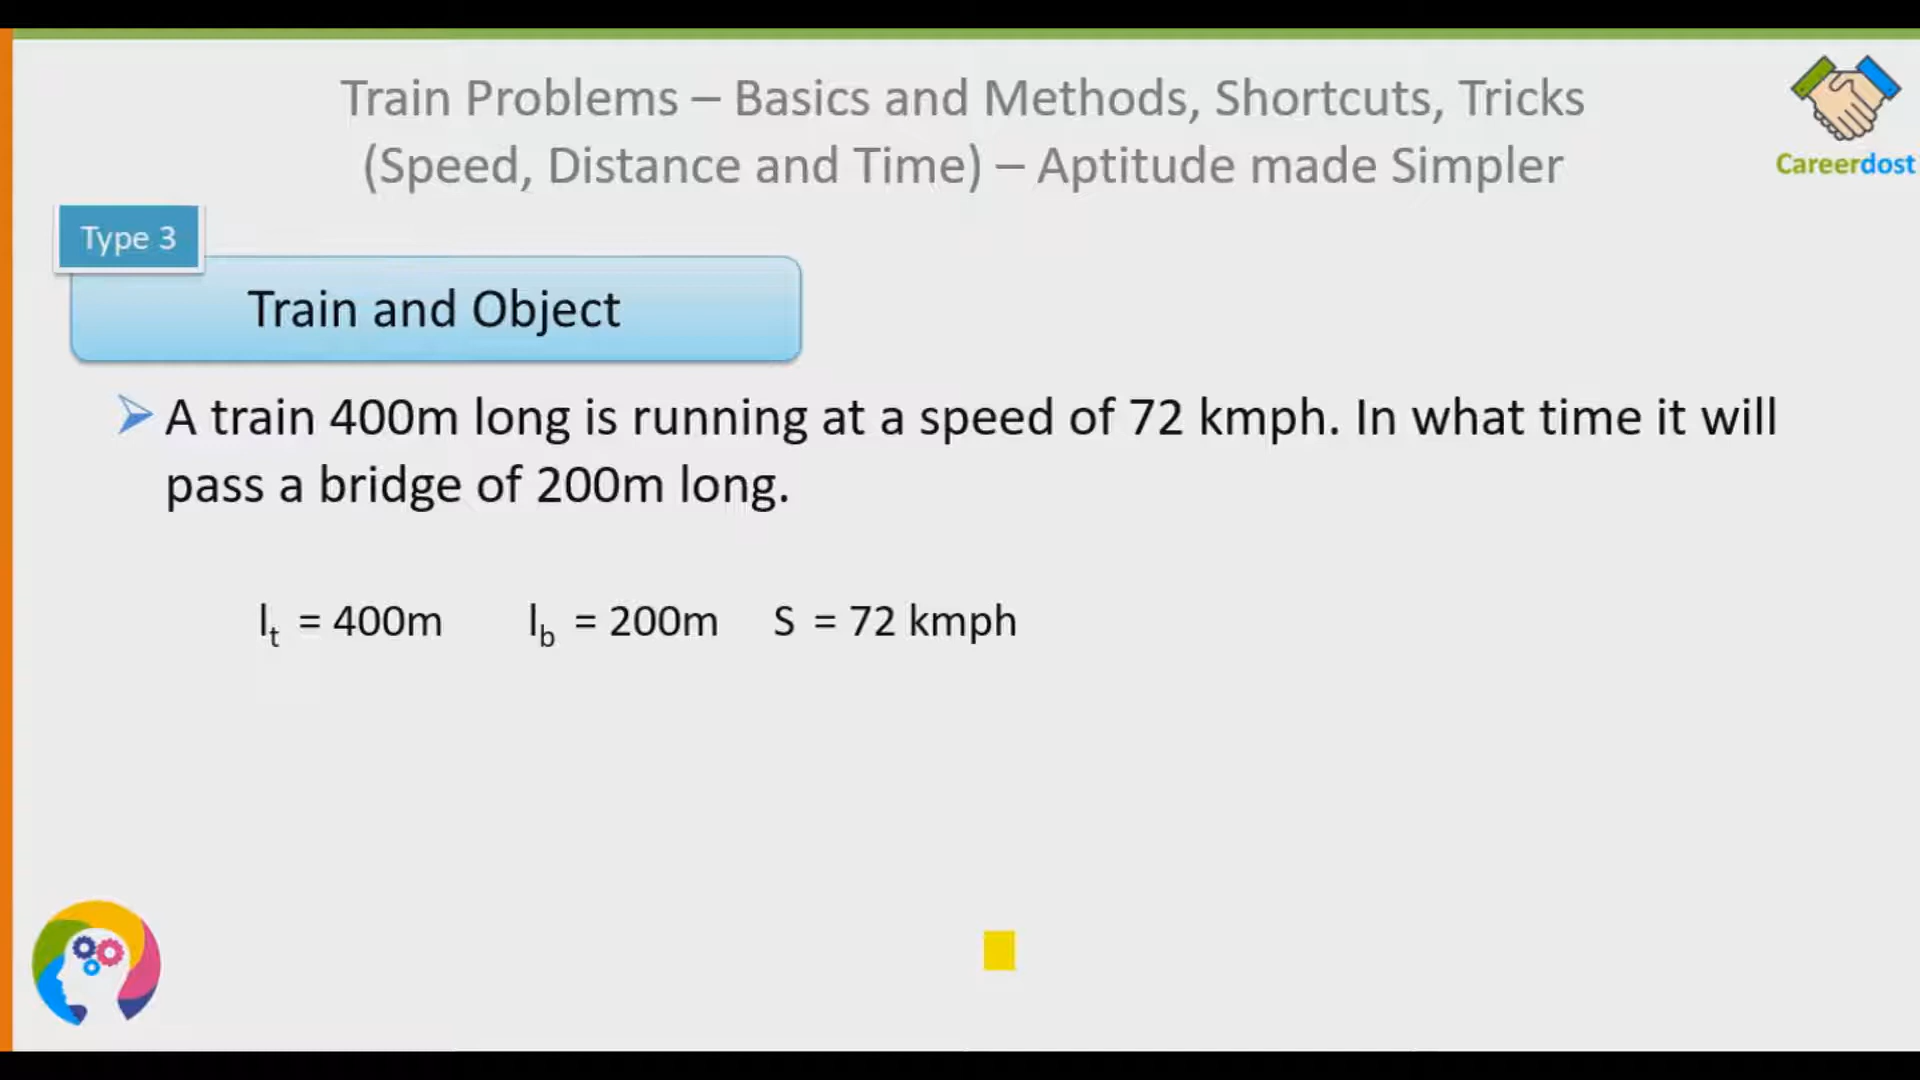 Train Problems – Basics and Methods, Shortcuts, Tricks
(Speed, Distance and Time) – Aptitude made Simpler
Careerdost
Type 3
Train and Object
A train 400m long is running at a speed of 72 kmph. In what time it will
pass a bridge of 200m long.
lt = 400m lb = 200m S = 72 kmph